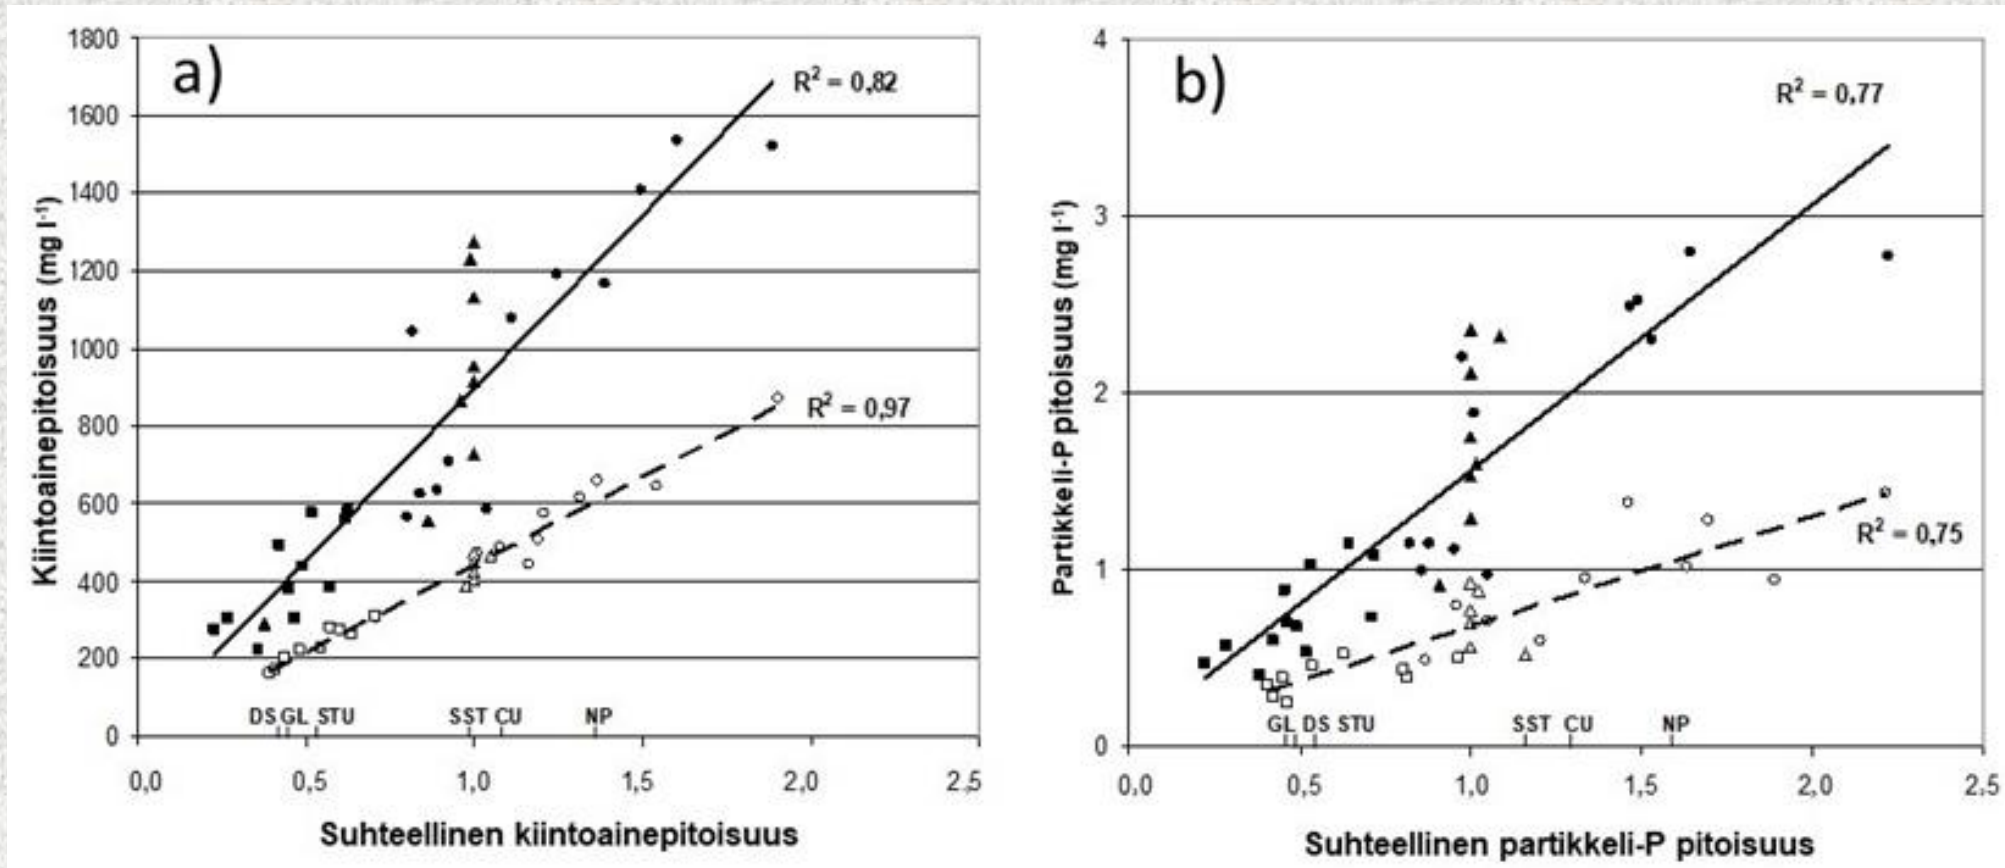 a)
R² = 0,82
R² = 0,97
Kiintoainepitoisuus (mg l⁻¹)
1800
1600
1400
1200
1000
800
600
400
200
0
DS GL STU SST CU NP
0,0 0,5 1,0 1,5 2,0 2,5
Suhteellinen kiintoainepitoisuus
b)
R² = 0,77
R² = 0,75
Partikkeli-P pitoisuus (mg l⁻¹)
4
3
2
1
0
GL DS STU SST CU NP
0,0 0,5 1,0 1,5 2,0 2,5
Suhteellinen partikkeli-P pitoisuus